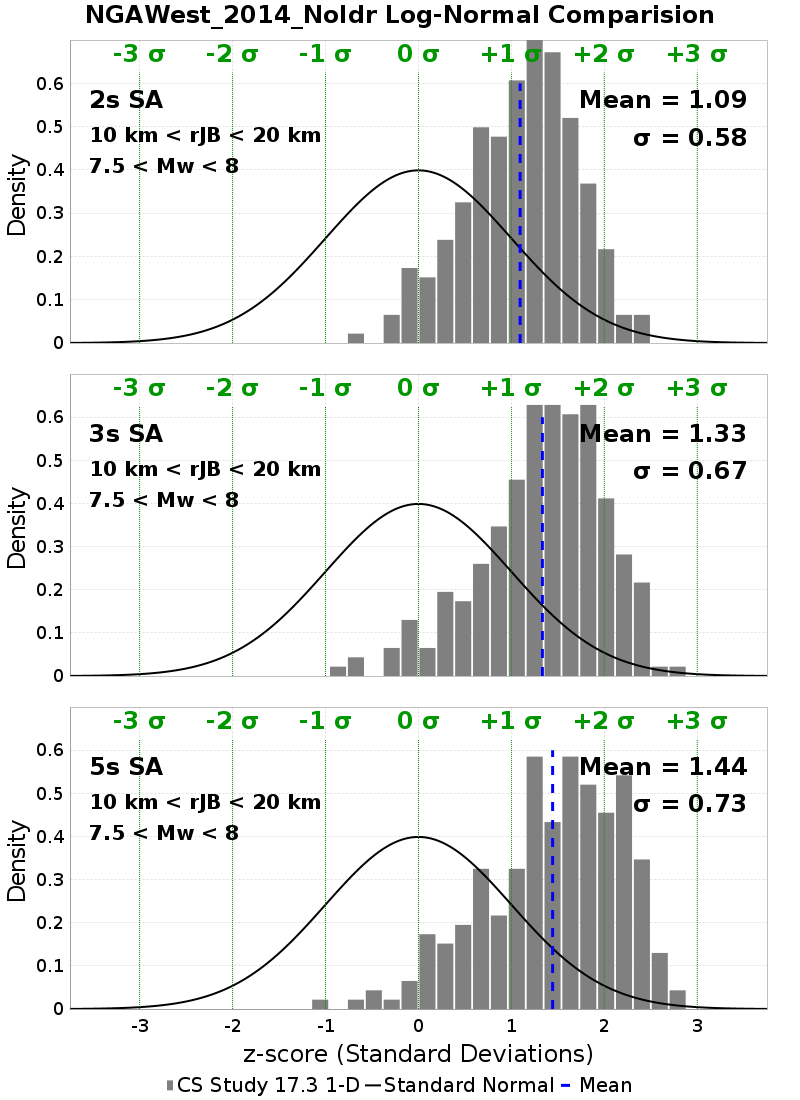 NGAWest_2014_NoIdr Log-Normal Comparision
-3 σ -2 σ -1 σ 0 σ +1 σ +2 σ +3 σ
2s SA Mean = 1.09
10 km < rJB < 20 km σ = 0.58
7.5 < Mw < 8
Density
0.6
0.5
0.4
0.3
0.2
0.1
0
-3 σ -2 σ -1 σ 0 σ +1 σ +2 σ +3 σ
3s SA Mean = 1.33
10 km < rJB < 20 km σ = 0.67
7.5 < Mw < 8
Density
0.6
0.5
0.4
0.3
0.2
0.1
0
-3 σ -2 σ -1 σ 0 σ +1 σ +2 σ +3 σ
5s SA Mean = 1.44
10 km < rJB < 20 km σ = 0.73
7.5 < Mw < 8
Density
0.6
0.5
0.4
0.3
0.2
0.1
0
-3 -2 -1 0 1 2 3
z-score (Standard Deviations)
CS Study 17.3 1-D Standard Normal Mean